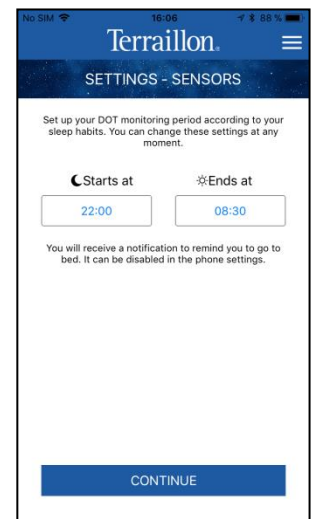 No SIM 16:06 88 %
Terraillon®
SETTINGS - SENSORS
Set up your DOT monitoring period according to your
sleep habits. You can change these settings at any
moment.
Starts at Ends at
22:00 08:30
You will receive a notification to remind you to go to
bed. It can be disabled in the phone settings.
CONTINUE